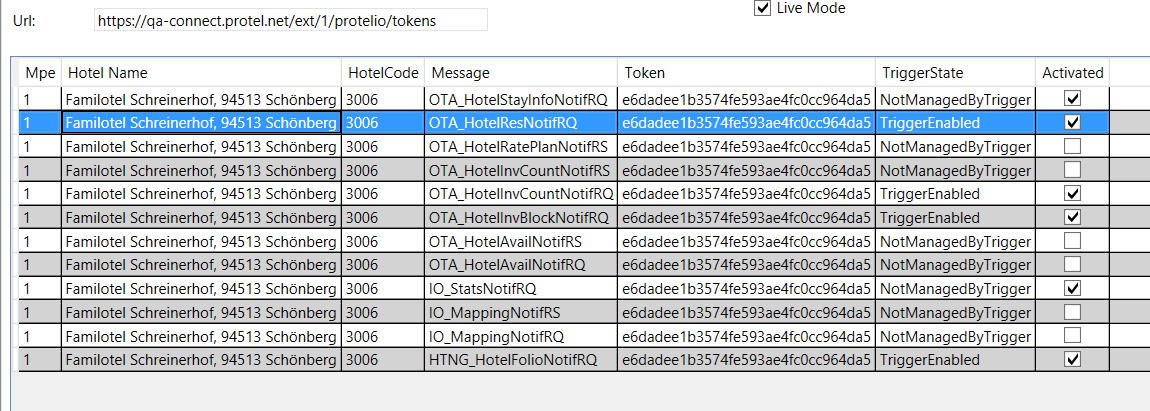 Url: https://qa-connect.protel.net/ext/1/protelio/tokens Live Mode
Mpe Hotel Name HotelCode Message Token TriggerState Activated
1 Familotel Schreinerhof, 94513 Schönberg 3006 OTA_HotelStayInfoNotifRQ e6dadee1b3574fe593ae4fc0cc964da5 NotManagedByTrigger
1 Familotel Schreinerhof, 94513 Schönberg 3006 OTA_HotelResNotifRQ e6dadee1b3574fe593ae4fc0cc964da5 TriggerEnabled
1 Familotel Schreinerhof, 94513 Schönberg 3006 OTA_HotelRatePlanNotifRS e6dadee1b3574fe593ae4fc0cc964da5 NotManagedByTrigger
1 Familotel Schreinerhof, 94513 Schönberg 3006 OTA_HotelInvCountNotifRS e6dadee1b3574fe593ae4fc0cc964da5 NotManagedByTrigger
1 Familotel Schreinerhof, 94513 Schönberg 3006 OTA_HotelInvCountNotifRQ e6dadee1b3574fe593ae4fc0cc964da5 TriggerEnabled
1 Familotel Schreinerhof, 94513 Schönberg 3006 OTA_HotelInvBlockNotifRQ e6dadee1b3574fe593ae4fc0cc964da5 TriggerEnabled
1 Familotel Schreinerhof, 94513 Schönberg 3006 OTA_HotelAvailNotifRS e6dadee1b3574fe593ae4fc0cc964da5 NotManagedByTrigger
1 Familotel Schreinerhof, 94513 Schönberg 3006 OTA_HotelAvailNotifRQ e6dadee1b3574fe593ae4fc0cc964da5 NotManagedByTrigger
1 Familotel Schreinerhof, 94513 Schönberg 3006 IO_StatsNotifRQ e6dadee1b3574fe593ae4fc0cc964da5 NotManagedByTrigger
1 Familotel Schreinerhof, 94513 Schönberg 3006 IO_MappingNotifRS e6dadee1b3574fe593ae4fc0cc964da5 NotManagedByTrigger
1 Familotel Schreinerhof, 94513 Schönberg 3006 IO_MappingNotifRQ e6dadee1b3574fe593ae4fc0cc964da5 NotManagedByTrigger
1 Familotel Schreinerhof, 94513 Schönberg 3006 HTNG_HotelFolioNotifRQ e6dadee1b3574fe593ae4fc0cc964da5 TriggerEnabled